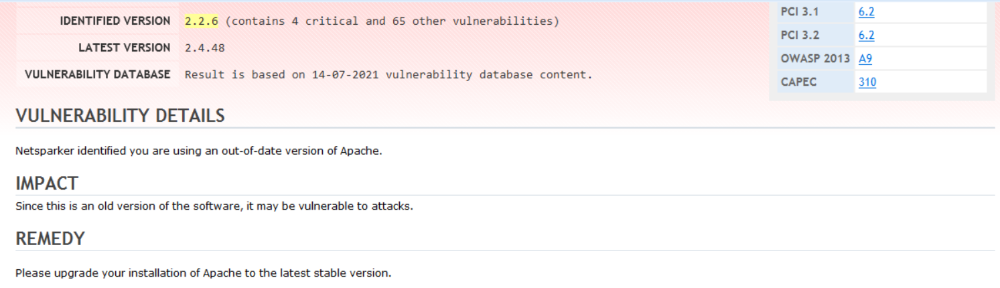 IDENTIFIED VERSION 2.2.6 (contains 4 critical and 65 other vulnerabilities)
LATEST VERSION 2.4.48
VULNERABILITY DATABASE Result is based on 14-07-2021 vulnerability database content.
PCI 3.1 6.2
PCI 3.2 6.2
OWASP 2013 A9
CAPEC 310
VULNERABILITY DETAILS
Netsparker identified you are using an out-of-date version of Apache.
IMPACT
Since this is an old version of the software, it may be vulnerable to attacks.
REMEDY
Please upgrade your installation of Apache to the latest stable version.